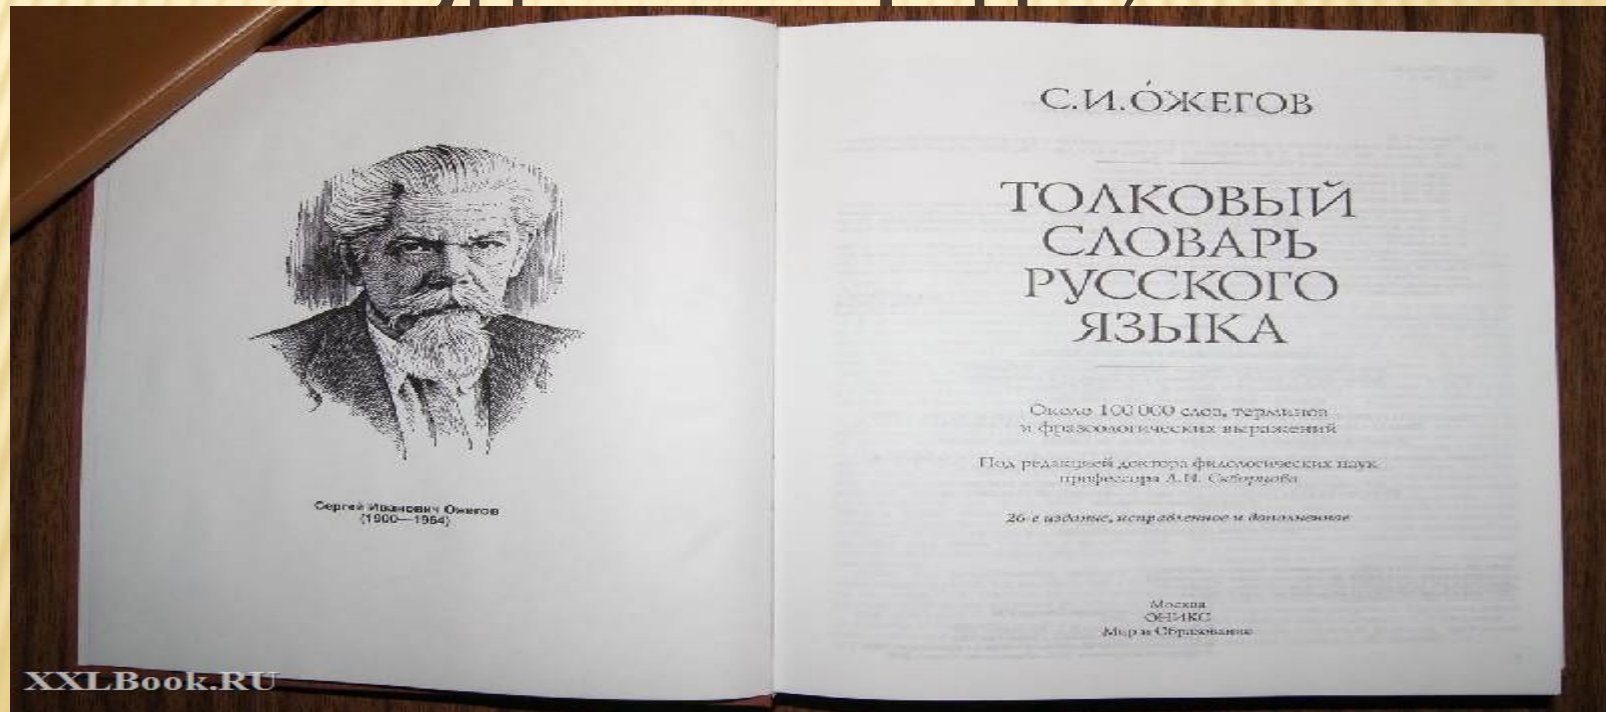 Сергей Иванович Ожегов
(1900—1964)
С.И. О́ЖЕГОВ
ТОЛКОВЫЙ
СЛОВАРЬ
РУССКОГО
ЯЗЫКА
Около 100 000 слов, терминов
и фразеологических выражений
Под редакцией доктора филологических наук
профессора Л.И. Скворцова
26-е издание, исправленное и дополненное
Москва
ОНИКС
Мир и Образование
XXLBook.RU